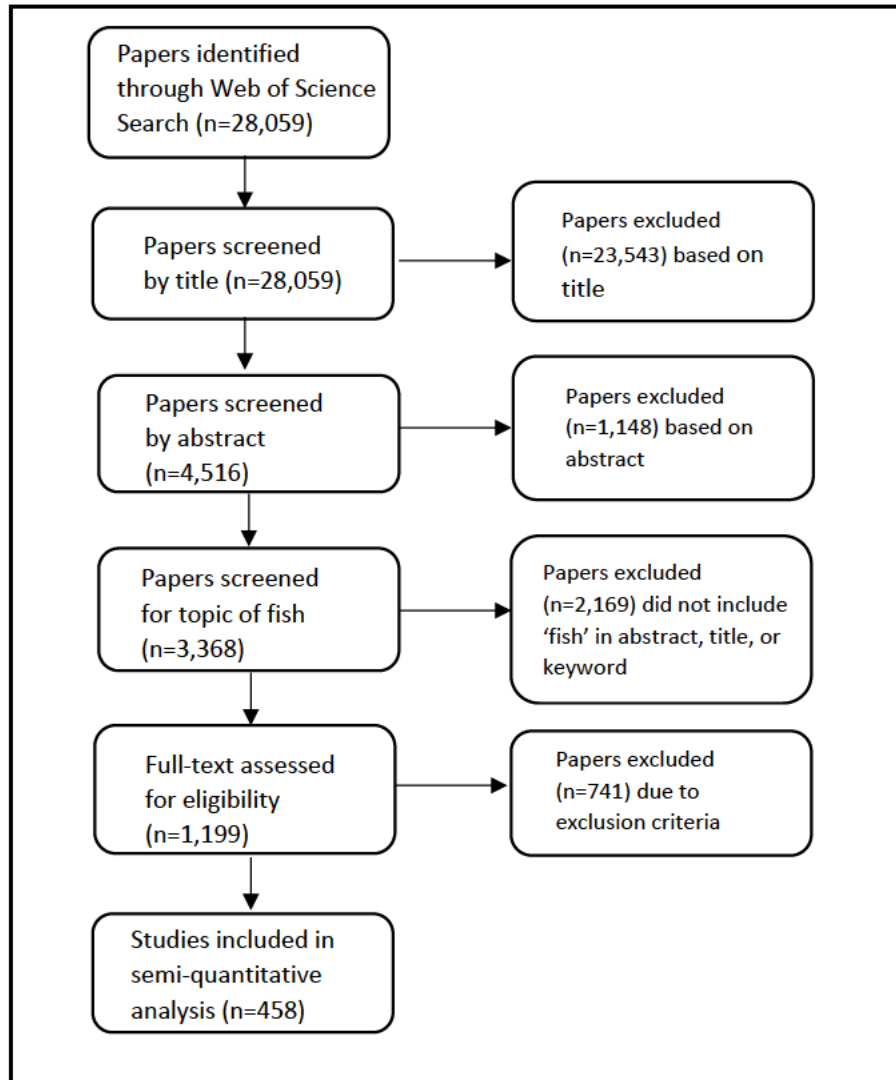 Papers identified
through Web of Science
Search (n=28,059)
Papers screened
by title (n=28,059)
Papers excluded
(n=23,543) based on
title
Papers screened
by abstract
(n=4,516)
Papers excluded
(n=1,148) based on
abstract
Papers screened
for topic of fish
(n=3,368)
Papers excluded
(n=2,169) did not include
‘fish’ in abstract, title, or
keyword
Full-text assessed
for eligibility
(n=1,199)
Papers excluded
(n=741) due to
exclusion criteria
Studies included in
semi-quantitative
analysis (n=458)